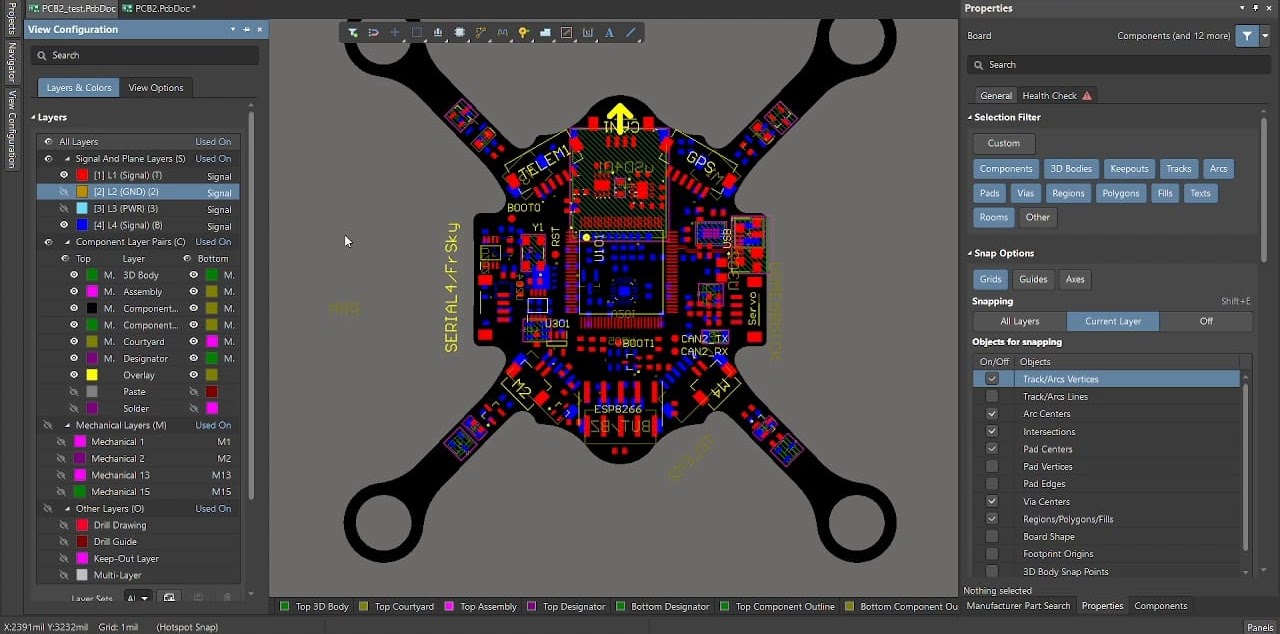 PCB2_test.PcbDoc
PCB2.PcbDoc *
Projects
Navigator
View Configuration
View Configuration
Search
Layers & Colors
View Options
Layers
All Layers Used On
Signal And Plane Layers (S) Used On
[1] L1 (Signal) (T) Signal
[2] L2 (GND) (2) Signal
[3] L3 (PWR) (3) Signal
[4] L4 (Signal) (B) Signal
Component Layer Pairs (C) Used On
Top Layer Bottom
M. 3D Body M.
M. Assembly M.
M. Component... M.
M. Component... M.
M. Courtyard M.
M. Designator M.
Overlay
Paste
Solder
Mechanical Layers (M) Used On
Mechanical 1 M1
Mechanical 2 M2
Mechanical 13 M13
Mechanical 15 M15
Other Layers (O) Used On
Drill Drawing
Drill Guide
Keep-Out Layer
Multi-Layer
Layer Sets
CAN1
TELEM1
GPS
BOOT0
Y1
RST
U101
USB
SERIAL4/FrSky
Servo
U301
BOOT1
CAN2_TX
CAN2_RX
M2
M4
ESP8266
BUT/BZ
Top 3D Body
Top Courtyard
Top Assembly
Top Designator
Bottom Designator
Top Component Outline
Bottom Component Ou
Properties
Board
Components (and 12 more)
Search
General
Health Check
Selection Filter
Custom
Components 3D Bodies Keepouts Tracks Arcs
Pads Vias Regions Polygons Fills Texts
Rooms Other
Snap Options
Grids Guides Axes
Snapping Shift+E
All Layers Current Layer Off
Objects for snapping
On/Off Objects
Track/Arcs Vertices
Track/Arcs Lines
Arc Centers
Intersections
Pad Centers
Pad Vertices
Pad Edges
Via Centers
Regions/Polygons/Fills
Board Shape
Footprint Origins
3D Body Snap Points
Nothing selected
Manufacturer Part Search
Properties
Components
X:2391mil Y:3232mil Grid: 1mil (Hotspot Snap)
Panels